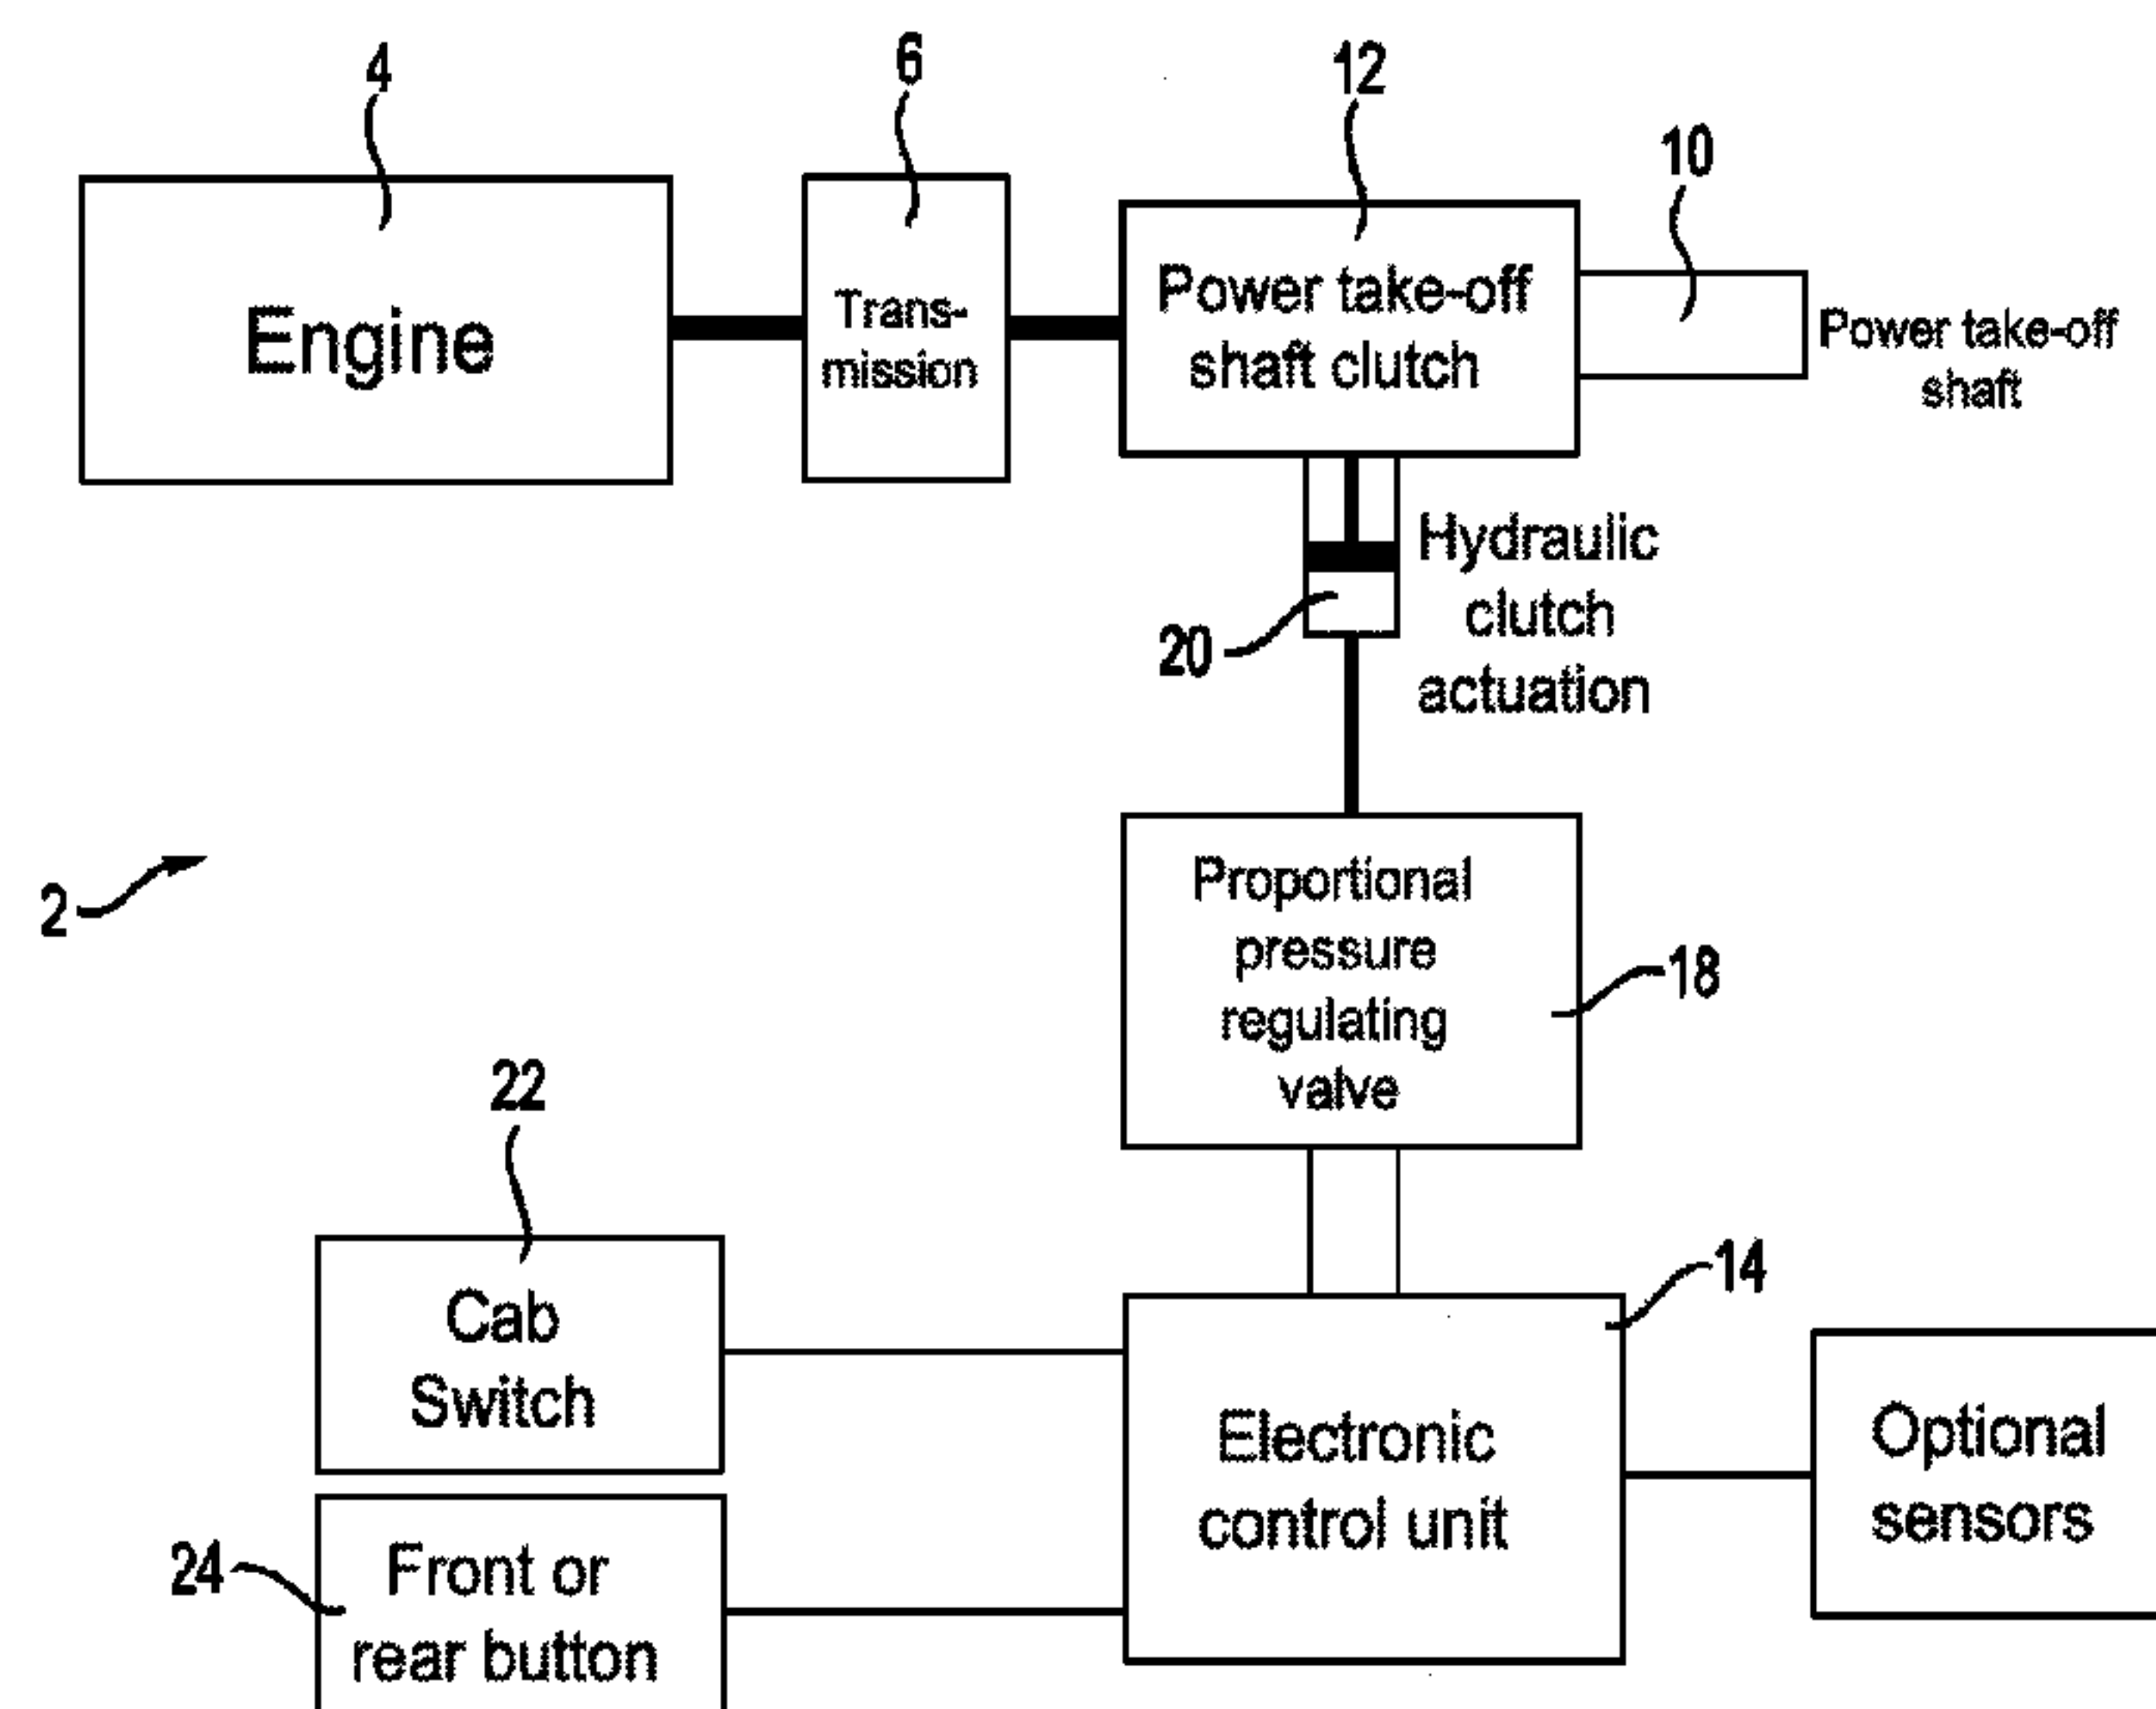 4
6
12
10
Engine
Trans-
mission
Power take-off
shaft clutch
Power take-off
shaft
Hydraulic
clutch
actuation
20
Proportional
pressure
regulating
valve
18
2
22
14
Cab
Switch
Electronic
control unit
Optional
sensors
24
Front or
rear button